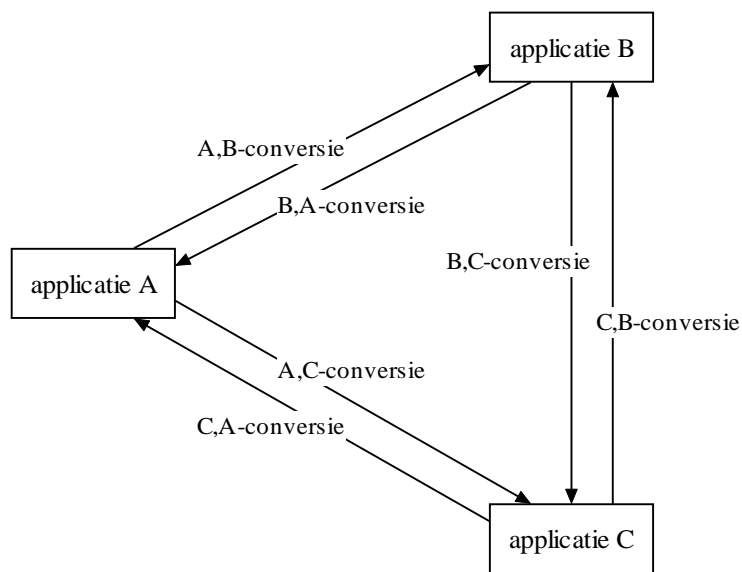 applicatie B
A,B-conversie
B,A-conversie
B,C-conversie
applicatie A
C,B-conversie
A,C-conversie
C,A-conversie
applicatie C